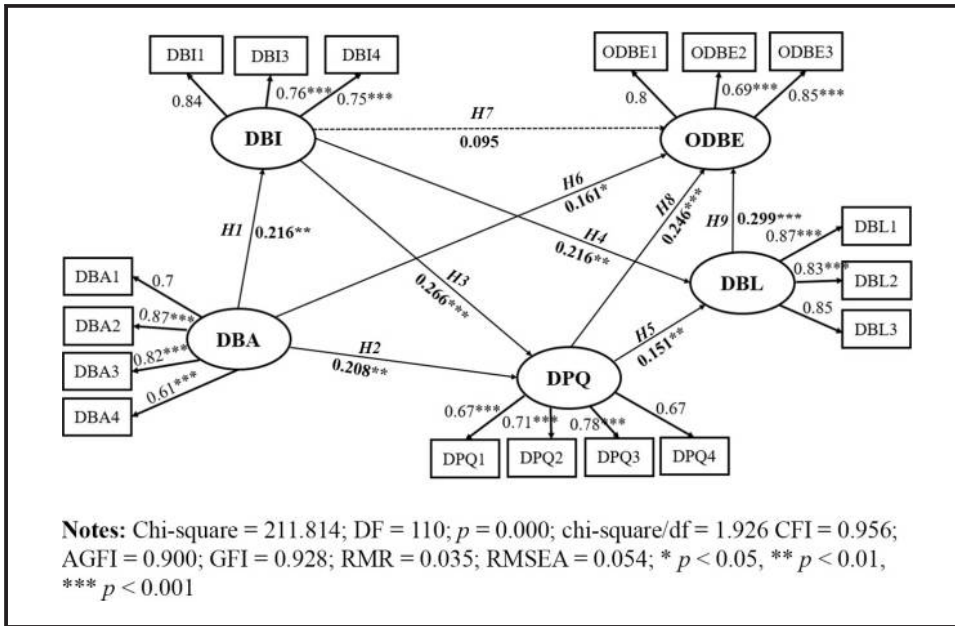 DBI1
DBI3
DBI4
ODBE1
ODBE2
ODBE3
0.84
0.76***
0.75***
0.8
0.69***
0.85***
DBI
H7
0.095
ODBE
H6
0.161*
H8
0.246***
H1
0.216**
H4
0.216**
H9
0.299***
0.87***
DBL1
DBA1
0.7
H3
0.266***
DBL
0.83***
DBL2
DBA2
0.87***
0.85
DBL3
DBA
H2
0.208**
H5
0.151**
DBA3
0.82***
DPQ
DBA4
0.61***
0.67***
0.71***
0.78***
0.67
DPQ1
DPQ2
DPQ3
DPQ4
Notes: Chi-square = 211.814; DF = 110; p = 0.000; chi-square/df = 1.926 CFI = 0.956;
AGFI = 0.900; GFI = 0.928; RMR = 0.035; RMSEA = 0.054; * p < 0.05, ** p < 0.01,
*** p < 0.001